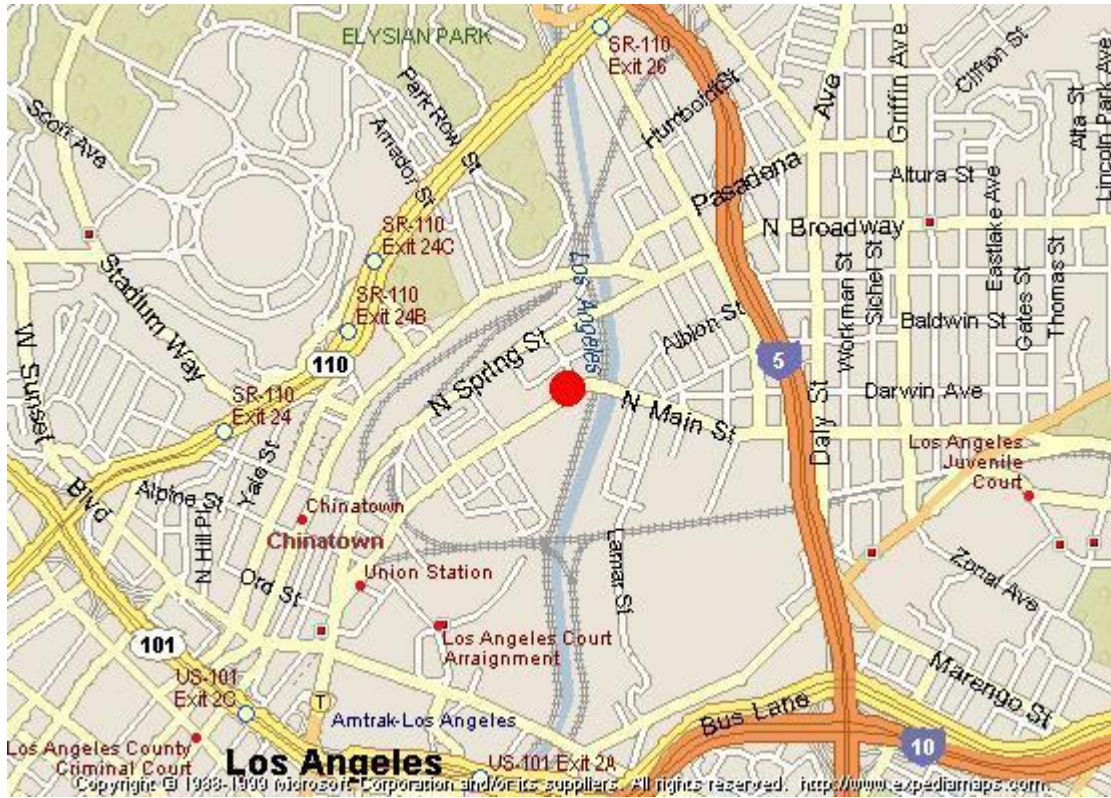 ELYSIAN PARK
SR-110
Exit 26
Clifton St
Griffin Ave
Ave
Alta St
Lincoln Park Ave
Humboldt St
Park Row St
Scott Ave
Amador St
Pasadena
Altura St
N Broadway
Eastlake Ave
SR-110
Exit 24C
Stadium Way
Los Angeles
Workman St
Sichel St
Gates St
Thomas St
SR-110
Exit 24B
Albion St
Baldwin St
W Sunset
Blvd
110
N Spring St
5
SR-110
Exit 24
N Main St
Darwin Ave
Daly St
Yale St
Los Angeles
Juvenile
Court
Alpine St
Chinatown
Chinatown
N Hill Pl
Union Station
Lamar St
Zonal Ave
Ord St
101
Los Angeles Court
Arraignment
Marengo St
US-101
Exit 2C
T
Amtrak-Los Angeles
Bus Lane
10
Los Angeles County
Criminal Court
Los Angeles
US-101 Exit 2A
Copyright © 1988-1999 Microsoft Corporation and/or its suppliers. All rights reserved. http://www.expediamaps.com.